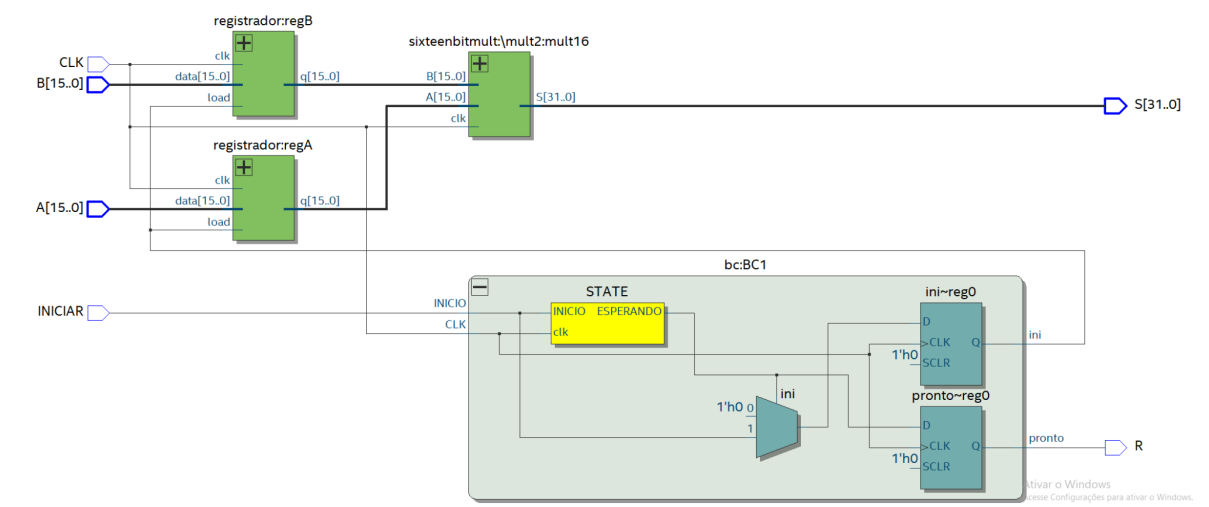 registrador:regB
sixteenbitmult:\mult2:mult16
CLK
clk
B[15..0]
data[15..0]
q[15..0]
load
B[15..0]
A[15..0]
clk
S[31..0]
S[31..0]
registrador:regA
clk
A[15..0]
data[15..0]
q[15..0]
load
bc:BC1
STATE
ini~reg0
INICIAR
INICIO
CLK
INICIO ESPERANDO
clk
D
CLK
Q
1'h0
SCLR
ini
ini
1'h0 0
1
pronto~reg0
D
CLK
Q
1'h0
SCLR
pronto
R
Ativar o Windows
Acesse Configurações para ativar o Windows.